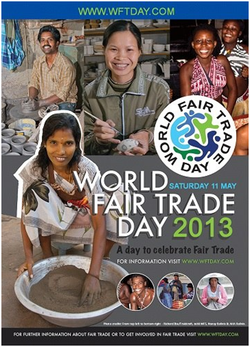 WWW.WFTDAY.COM
WORLD FAIR TRADE DAY
WORLD
SATURDAY 11 MAY
FAIR TRADE
DAY 2013
A day to celebrate Fair Trade
FOR INFORMATION VISIT WWW.WFTDAY.COM
FOR FURTHER INFORMATION ABOUT FAIR TRADE OR TO GET INVOLVED IN FAIR TRADE VISIT WWW.WFTDAY.COM